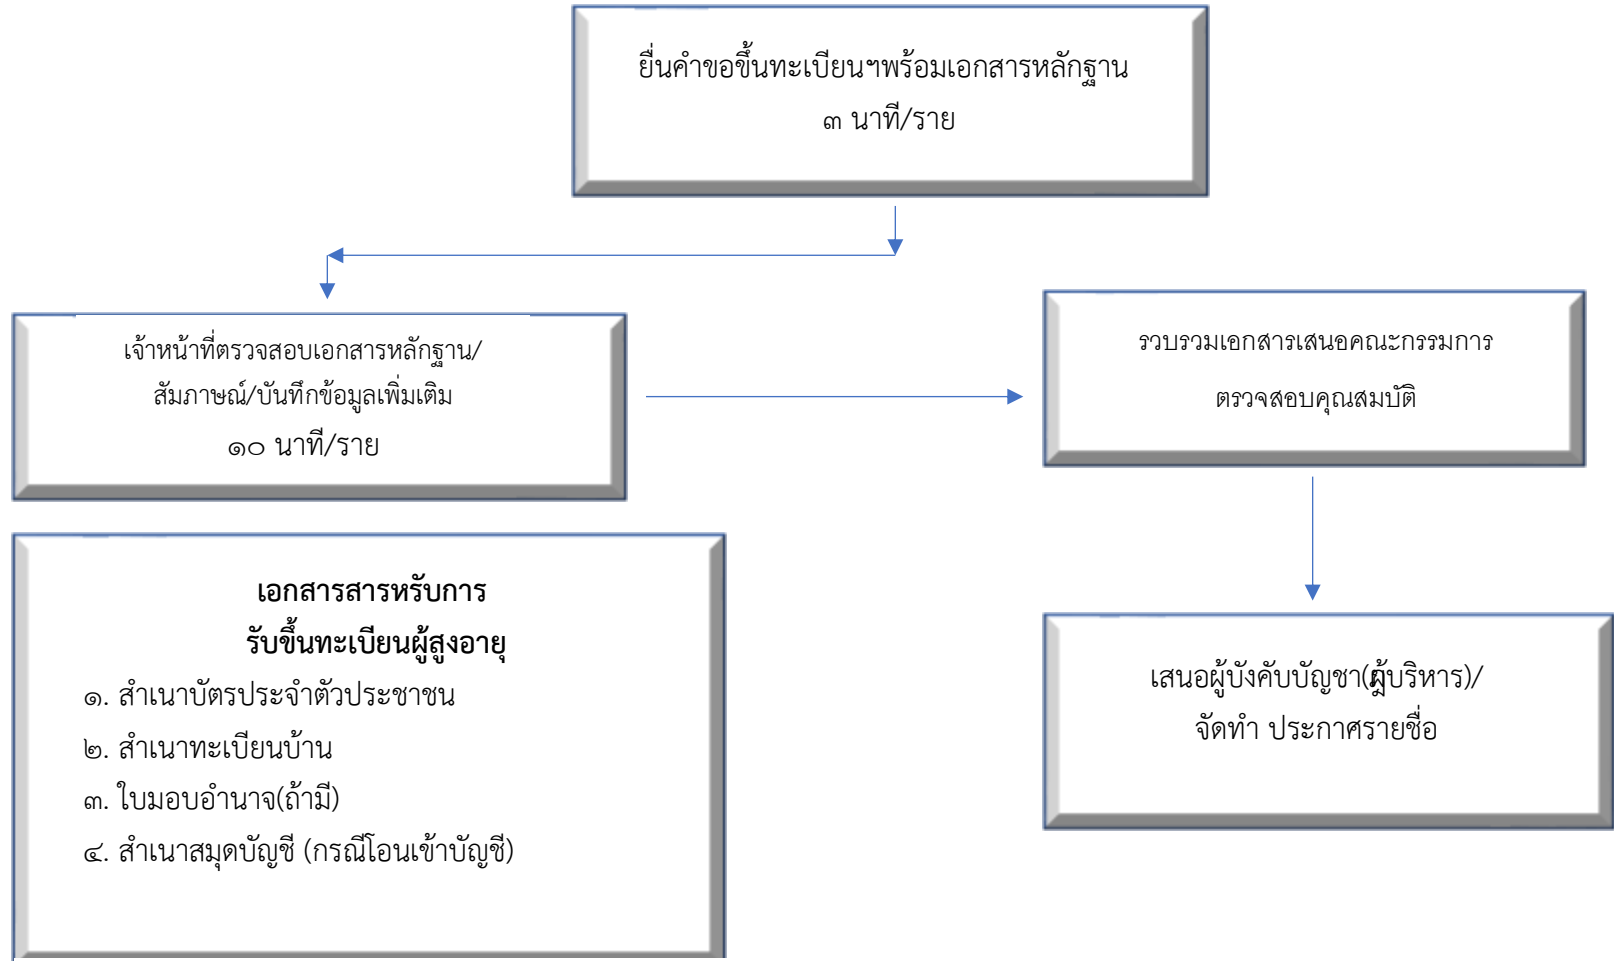 ยื่นคำขอขึ้นทะเบียนฯพร้อมเอกสารหลักฐาน
๓ นาที/ราย
เจ้าหน้าที่ตรวจสอบเอกสารหลักฐาน/
สัมภาษณ์/บันทึกข้อมูลเพิ่มเติม
๑๐ นาที/ราย
รวบรวมเอกสารเสนอคณะกรรมการ
ตรวจสอบคุณสมบัติ
เอกสารสารหรับการ
รับขึ้นทะเบียนผู้สูงอายุ
๑. สำเนาบัตรประจำตัวประชาชน
๒. สำเนาทะเบียนบ้าน
๓. ใบมอบอำนาจ(ถ้ามี)
๔. สำเนาสมุดบัญชี (กรณีโอนเข้าบัญชี)
เสนอผู้บังคับบัญชา(ผู้บริหาร)/
จัดทำ ประกาศรายชื่อ